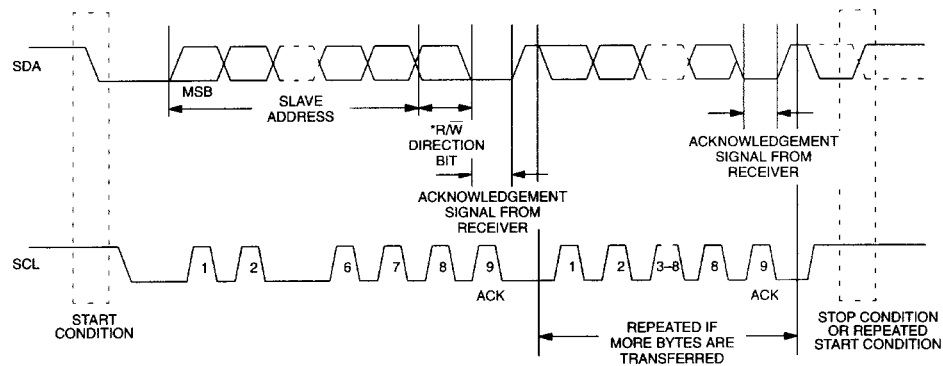 SDA
MSB
SLAVE
ADDRESS
*R/W̅
DIRECTION
BIT
ACKNOWLEDGEMENT
SIGNAL FROM
RECEIVER
ACKNOWLEDGEMENT
SIGNAL FROM
RECEIVER
SCL
1 2 6 7 8 9 1 2 3–8 8 9
ACK
ACK
START
CONDITION
REPEATED IF
MORE BYTES ARE
TRANSFERRED
STOP CONDITION
OR REPEATED
START CONDITION